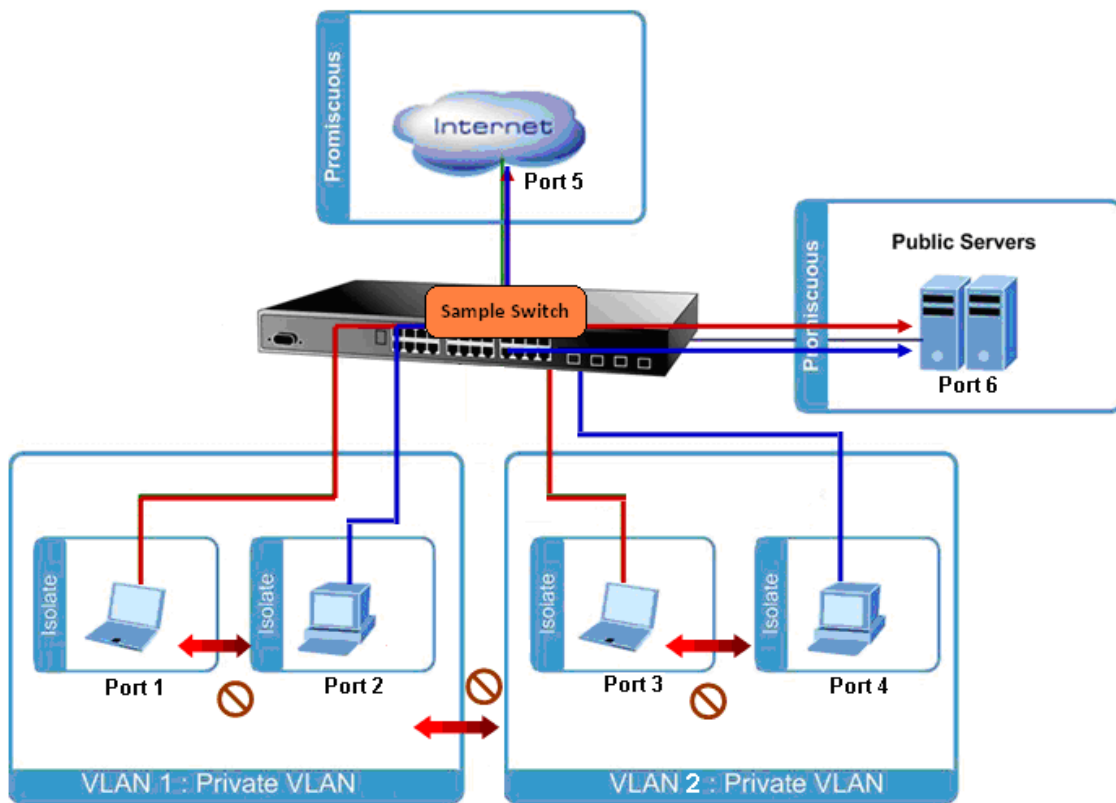 Promiscuous
Internet
Port 5
Promiscuous
Public Servers
Port 6
Sample Switch
Isolate
Port 1
Isolate
Port 2
Isolate
Port 3
Isolate
Port 4
VLAN 1 : Private VLAN
VLAN 2 : Private VLAN